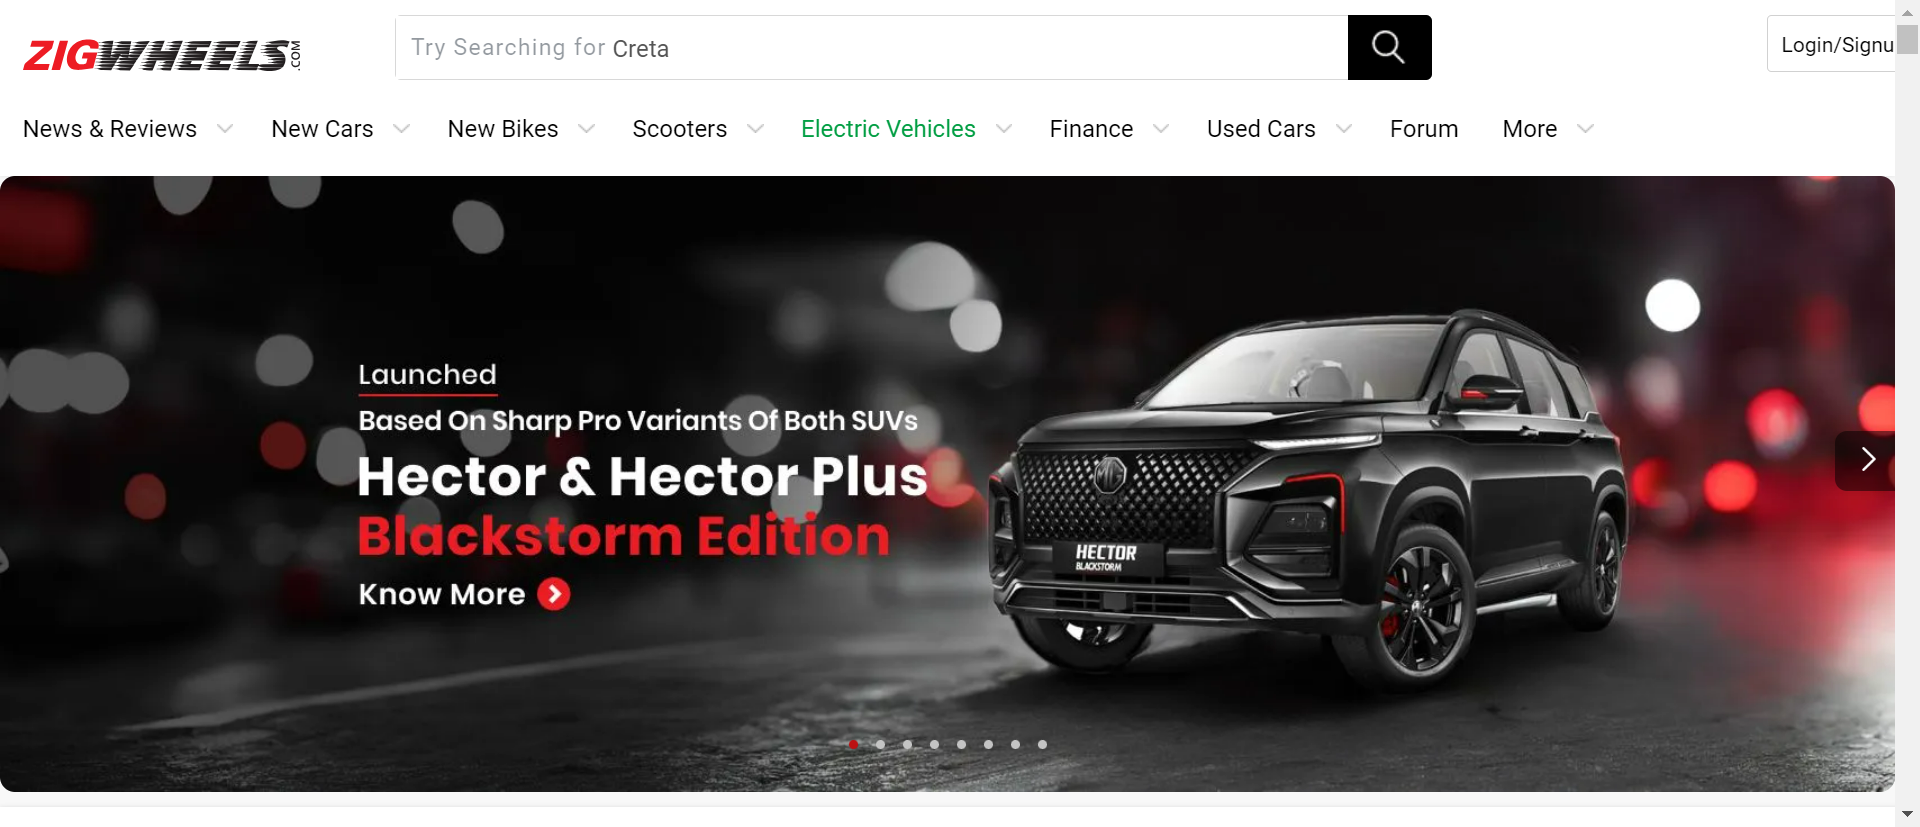 ZIGWHEELS.COM
Try Searching for Creta
Login/Signu
News & Reviews New Cars New Bikes Scooters Electric Vehicles Finance Used Cars Forum More
Launched
Based On Sharp Pro Variants Of Both SUVs
Hector & Hector Plus
Blackstorm Edition
Know More
MG
HECTOR
BLACKSTORM